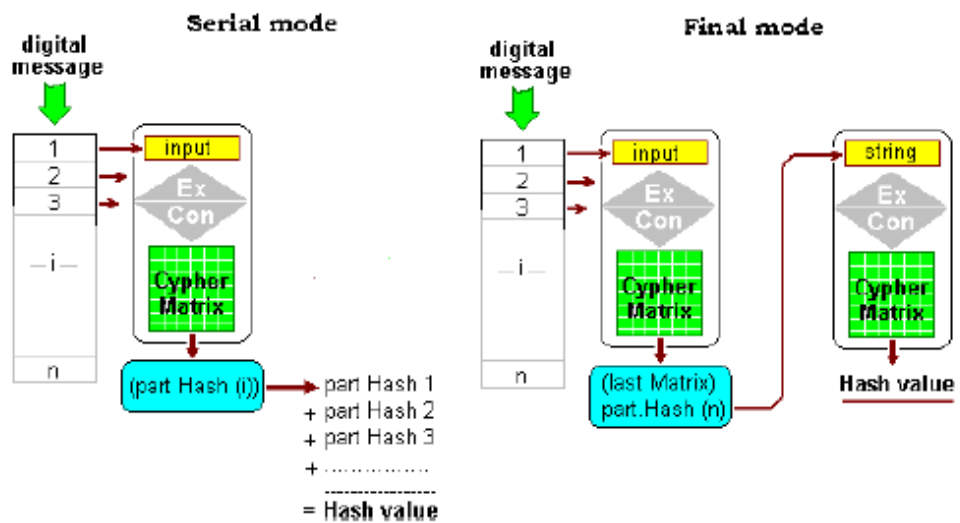 Serial mode
digital
message
1
2
3
—i—
n
input
Ex
Con
Cypher
Matrix
(part Hash (i))
part Hash 1
+ part Hash 2
+ part Hash 3
+ ..................
= Hash value
Final mode
digital
message
1
2
3
—i—
n
input
Ex
Con
Cypher
Matrix
(last Matrix)
part.Hash (n)
string
Ex
Con
Cypher
Matrix
Hash value